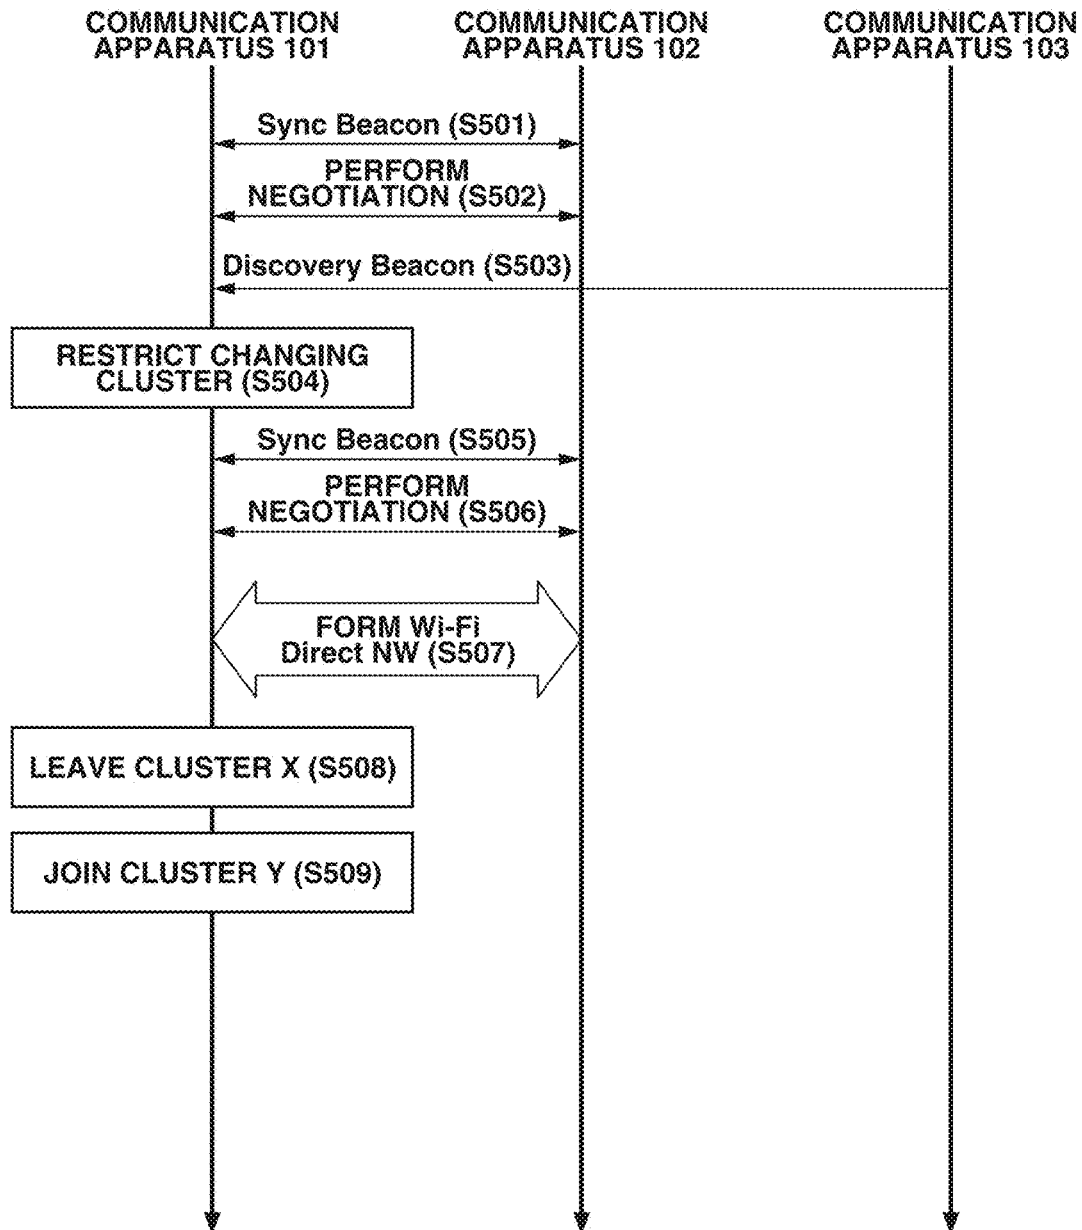 COMMUNICATION
APPARATUS 101
COMMUNICATION
APPARATUS 102
COMMUNICATION
APPARATUS 103
Sync Beacon (S501)
PERFORM
NEGOTIATION (S502)
Discovery Beacon (S503)
RESTRICT CHANGING
CLUSTER (S504)
Sync Beacon (S505)
PERFORM
NEGOTIATION (S506)
FORM Wi-Fi
Direct NW (S507)
LEAVE CLUSTER X (S508)
JOIN CLUSTER Y (S509)